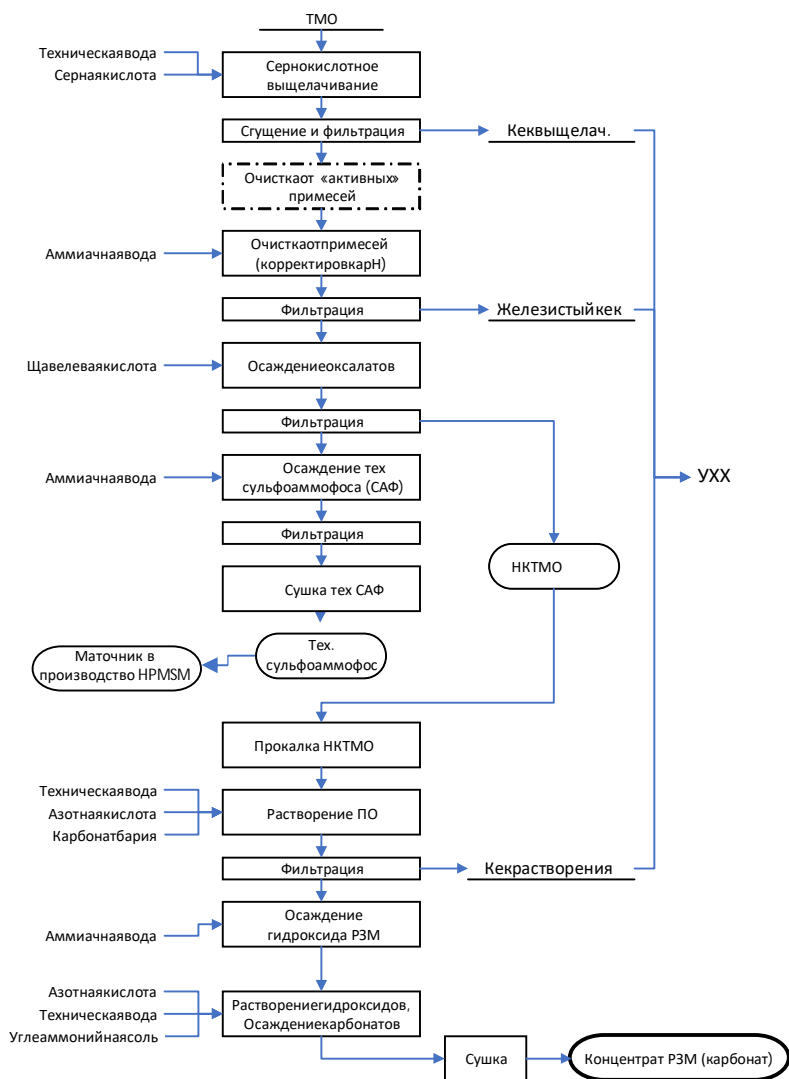 ТМО
Техническаявода
Сернаякислота
Сернокислотное
выщелачивание
Сгущение и фильтрация
Кеквыщелач.
Очисткаот «активных»
примесей
Аммиачнаявода
Очисткаотпримесей
(корректировкарН)
Фильтрация
Железистыйкек
Щавелеваякислота
Осаждениеоксалатов
Фильтрация
Аммиачнаявода
Осаждение тех
сульфоаммофоса (САФ)
УХХ
Фильтрация
НКТМО
Сушка тех САФ
Тех.
сульфоаммофос
Маточник в
производство HPMSM
Прокалка НКТМО
Техническаявода
Азотнаякислота
Карбонатбария
Растворение ПО
Фильтрация
Кекрастворения
Аммиачнаявода
Осаждение
гидроксида РЗМ
Азотнаякислота
Техническаявода
Углеаммонийнаясоль
Растворениегидроксидов,
Осаждениекарбонатов
Сушка
Концентрат РЗМ (карбонат)